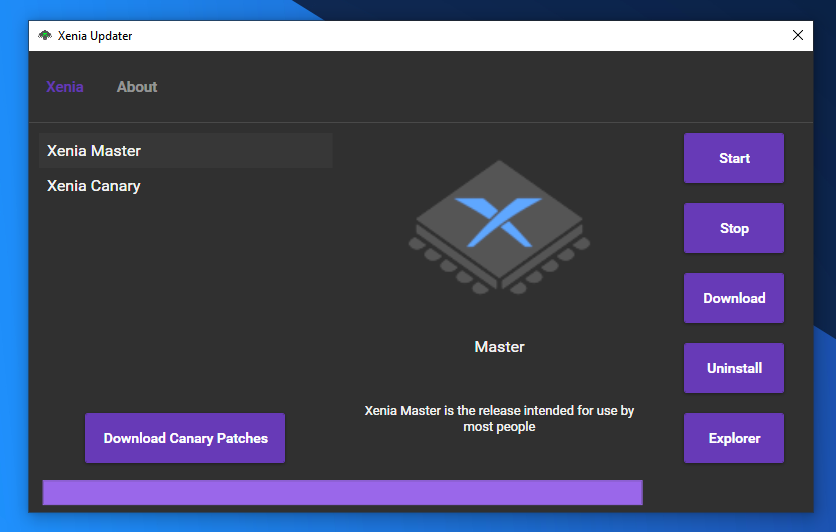 Xenia Updater
Xenia
About
Xenia Master
Xenia Canary
Master
Xenia Master is the release intended for use by
most people
Download Canary Patches
Start
Stop
Download
Uninstall
Explorer